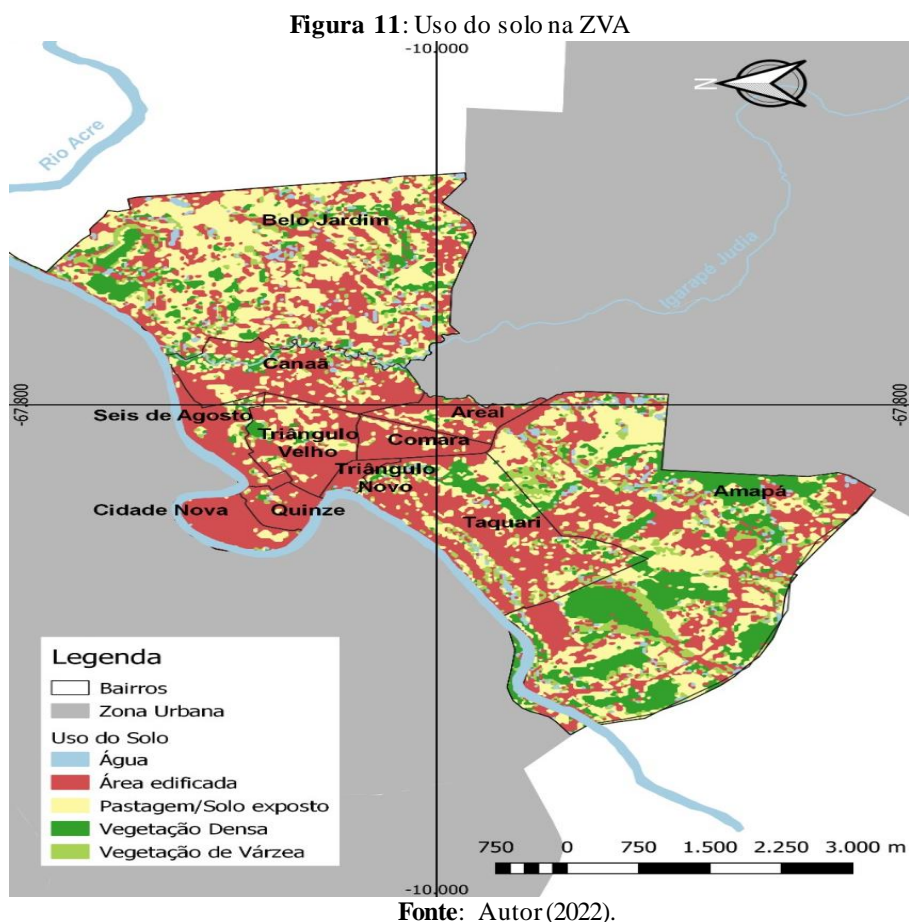 Figura 11: Uso do solo na ZVA
-10.000
N
Rio Acre
Belo Jardim
Igarapé Judia
Canaã
-67.800
-67.800
Seis de Agosto
Areal
Triângulo
Velho
Comara
Triângulo
Novo
Amapá
Cidade Nova
Quinze
Taquari
Legenda
Bairros
Zona Urbana
Uso do Solo
Água
Área edificada
Pastagem/Solo exposto
Vegetação Densa
Vegetação de Várzea
750 0 750 1.500 2.250 3.000 m
-10.000
Fonte: Autor (2022).